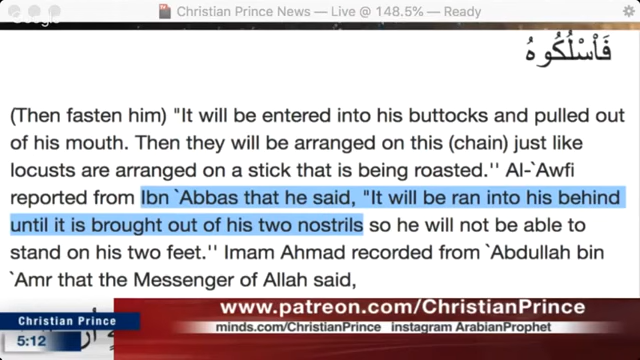 Christian Prince News — Live @ 148.5% — Ready
فَاسْلُكُوهُ
(Then fasten him) "It will be entered into his buttocks and pulled out
of his mouth. Then they will be arranged on this (chain) just like
locusts are arranged on a stick that is being roasted.'' Al-`Awfi
reported from Ibn `Abbas that he said, "It will be ran into his behind
until it is brought out of his two nostrils so he will not be able to
stand on his two feet.'' Imam Ahmad recorded from `Abdullah bin
`Amr that the Messenger of Allah said,
www.patreon.com/ChristianPrince
Christian Prince
minds.com/ChristianPrince instagram ArabianProphet
5:12